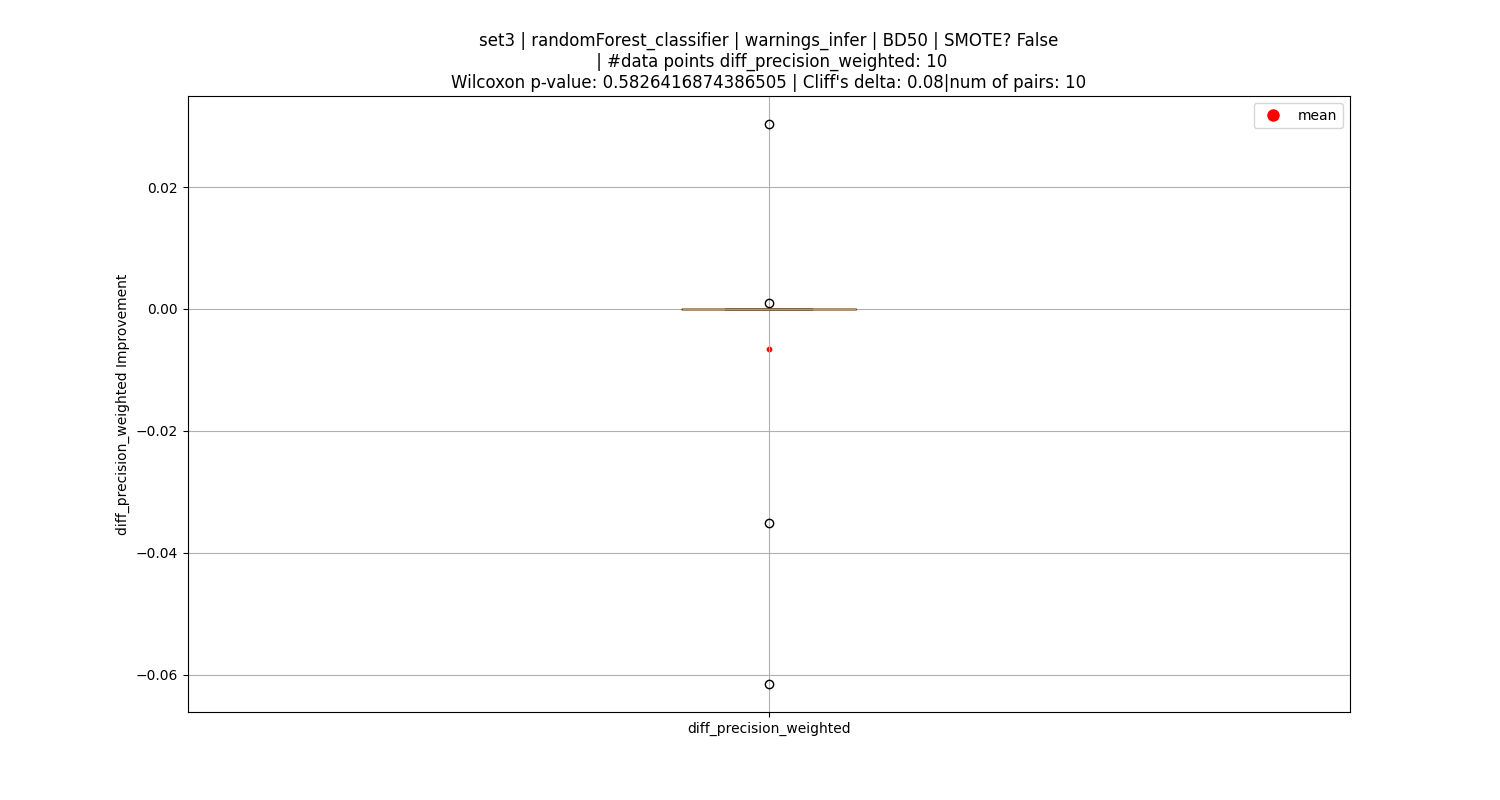 set3 | randomForest_classifier | warnings_infer | BD50 | SMOTE? False
| #data points diff_precision_weighted: 10
Wilcoxon p-value: 0.5826416874386505 | Cliff's delta: 0.08|num of pairs: 10
mean
0.02
0.00
−0.02
−0.04
−0.06
diff_precision_weighted Improvement
diff_precision_weighted